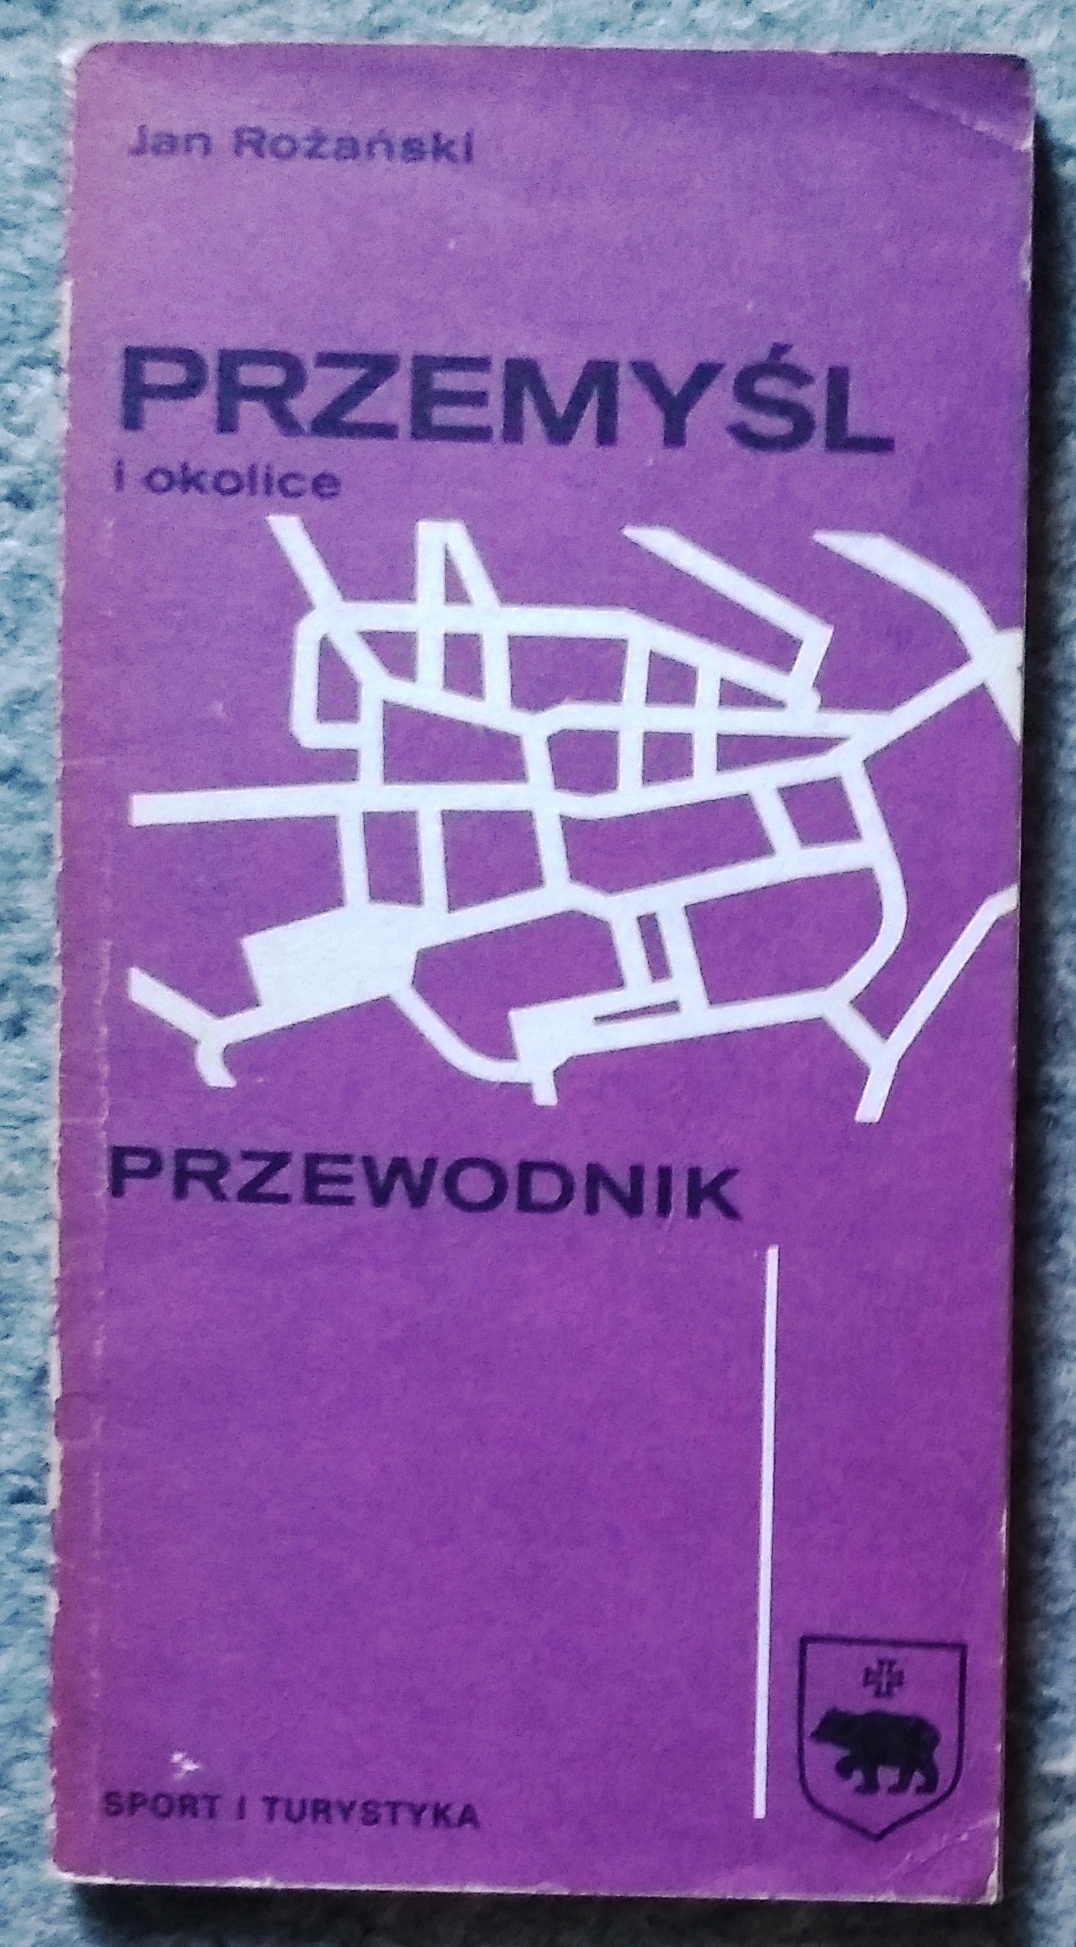 Jan Rożański
PRZEMYŚL
i okolice
PRZEWODNIK
SPORT I TURYSTYKA